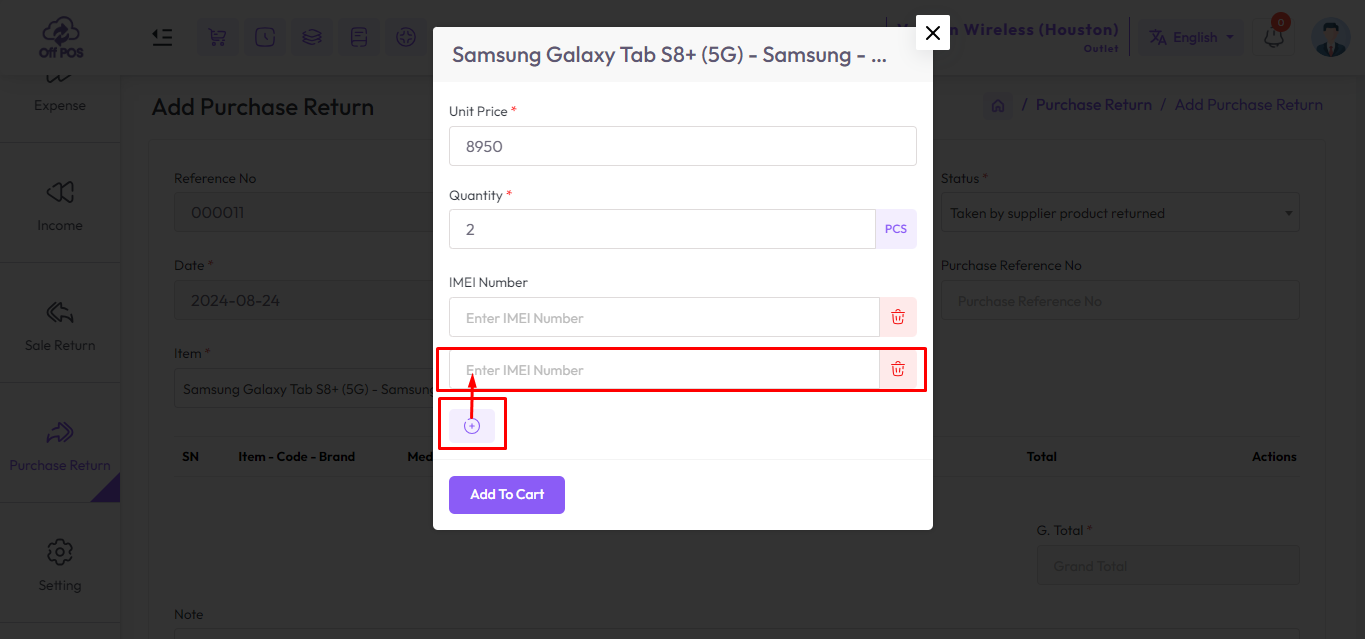 Off POS
n Wireless (Houston)
Outlet
English
0
Samsung Galaxy Tab S8+ (5G) - Samsung - ...
Expense
Add Purchase Return
/ Purchase Return / Add Purchase Return
Unit Price *
8950
Reference No
000011
Status *
Taken by supplier product returned
Quantity *
2
PCS
Income
Date *
2024-08-24
Purchase Reference No
Purchase Reference No
IMEI Number
Enter IMEI Number
Enter IMEI Number
Sale Return
Item *
Samsung Galaxy Tab S8+ (5G) - Samsung
Purchase Return
SN
Item - Code - Brand
Med
Total
Actions
Add To Cart
G. Total *
Grand Total
Setting
Note